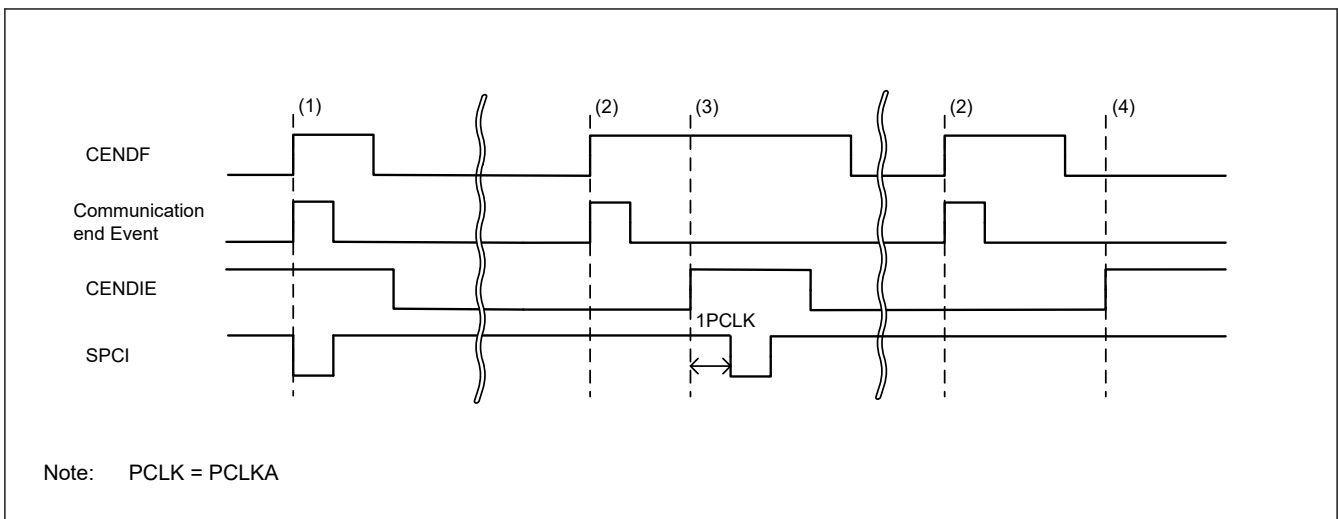 (1)
(2)
(3)
(2)
(4)
CENDF
Communication
end Event
CENDIE
1PCLK
SPCI
Note: PCLK = PCLKA